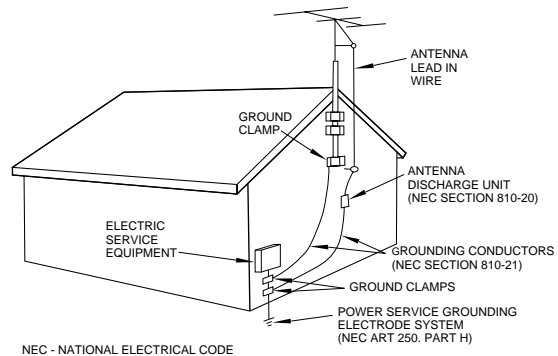 ANTENNA
LEAD IN
WIRE
GROUND
CLAMP
ANTENNA
DISCHARGE UNIT
(NEC SECTION 810-20)
ELECTRIC
SERVICE
EQUIPMENT
GROUNDING CONDUCTORS
(NEC SECTION 810-21)
GROUND CLAMPS
POWER SERVICE GROUNDING
ELECTRODE SYSTEM
(NEC ART 250. PART H)
NEC - NATIONAL ELECTRICAL CODE